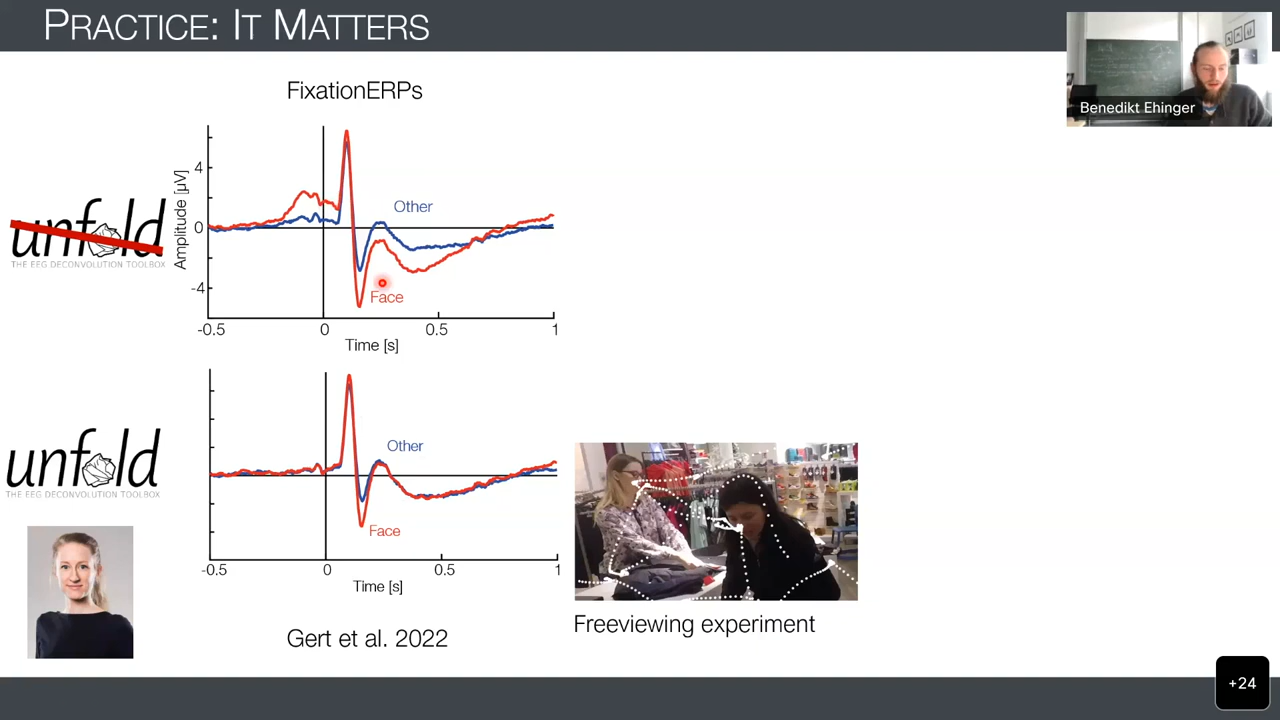 PRACTICE: IT MATTERS
Benedikt Ehinger
FixationERPs
unfold
THE EEG DECONVOLUTION TOOLBOX
Amplitude [µV]
4
0
-4
Other
Face
-0.5
0
0.5
1
Time [s]
unfold
THE EEG DECONVOLUTION TOOLBOX
Other
Face
-0.5
0
0.5
1
Time [s]
Gert et al. 2022
Freeviewing experiment
+24